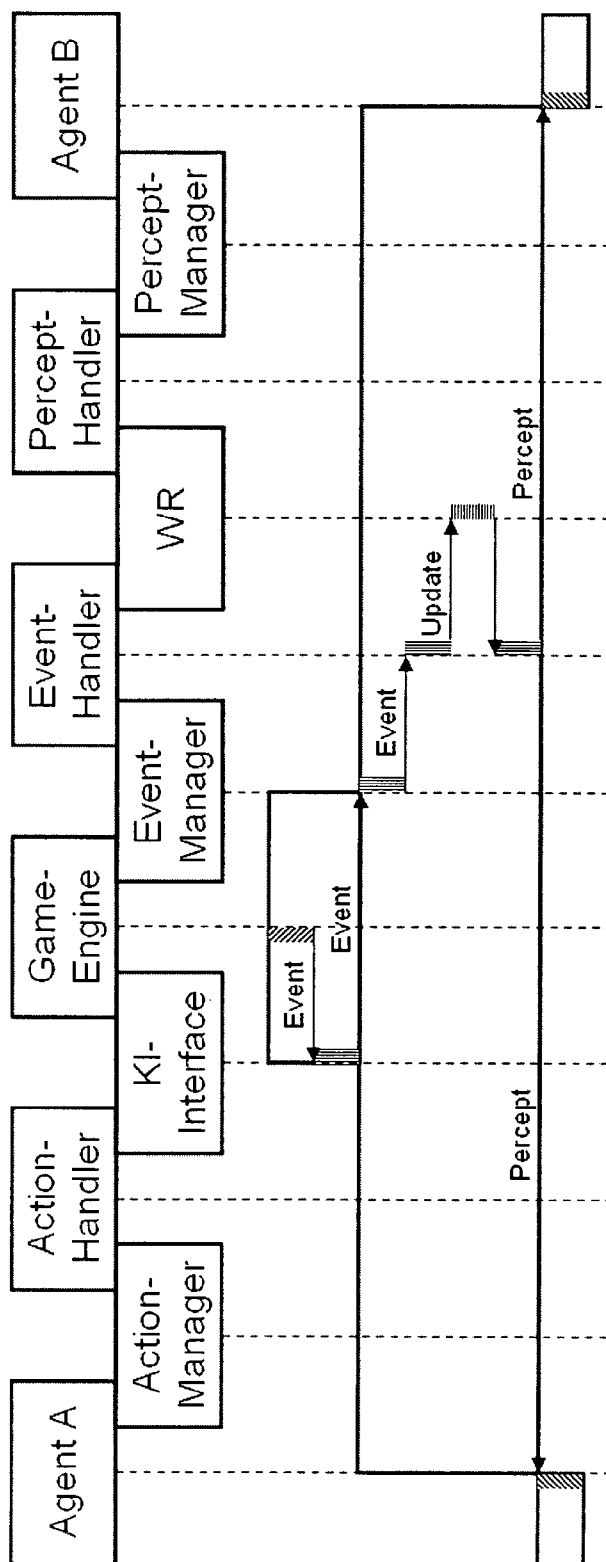 Agent A
Action-
Manager
Action-
Handler
KI-
Interface
Game-
Engine
Event-
Manager
Event-
Handler
WR
Percept-
Handler
Percept-
Manager
Agent B
Event
Event
Event
Update
Percept
Percept